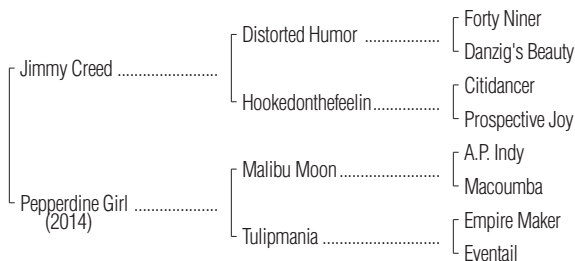 Forty Niner
Distorted Humor ..................
Danzig's Beauty
Jimmy Creed ........................
Citidancer
Hookedonthefeelin................
Prospective Joy
A.P. Indy
Malibu Moon ........................
Macoumba
Pepperdine Girl ....................
(2014)
Empire Maker
Tulipmania ............................
Eventail